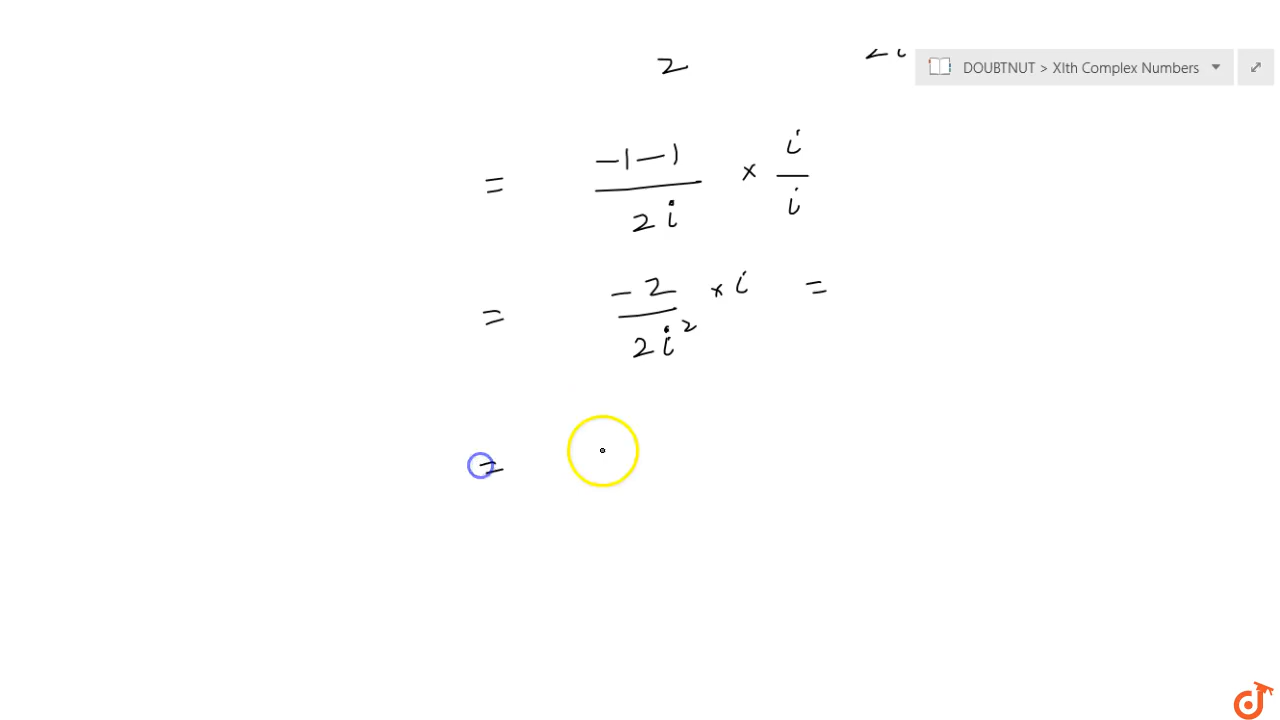 2
DOUBTNUT > XIth Complex Numbers
= -1-1 / 2i × i / i
= -2 / 2i² × i =
=